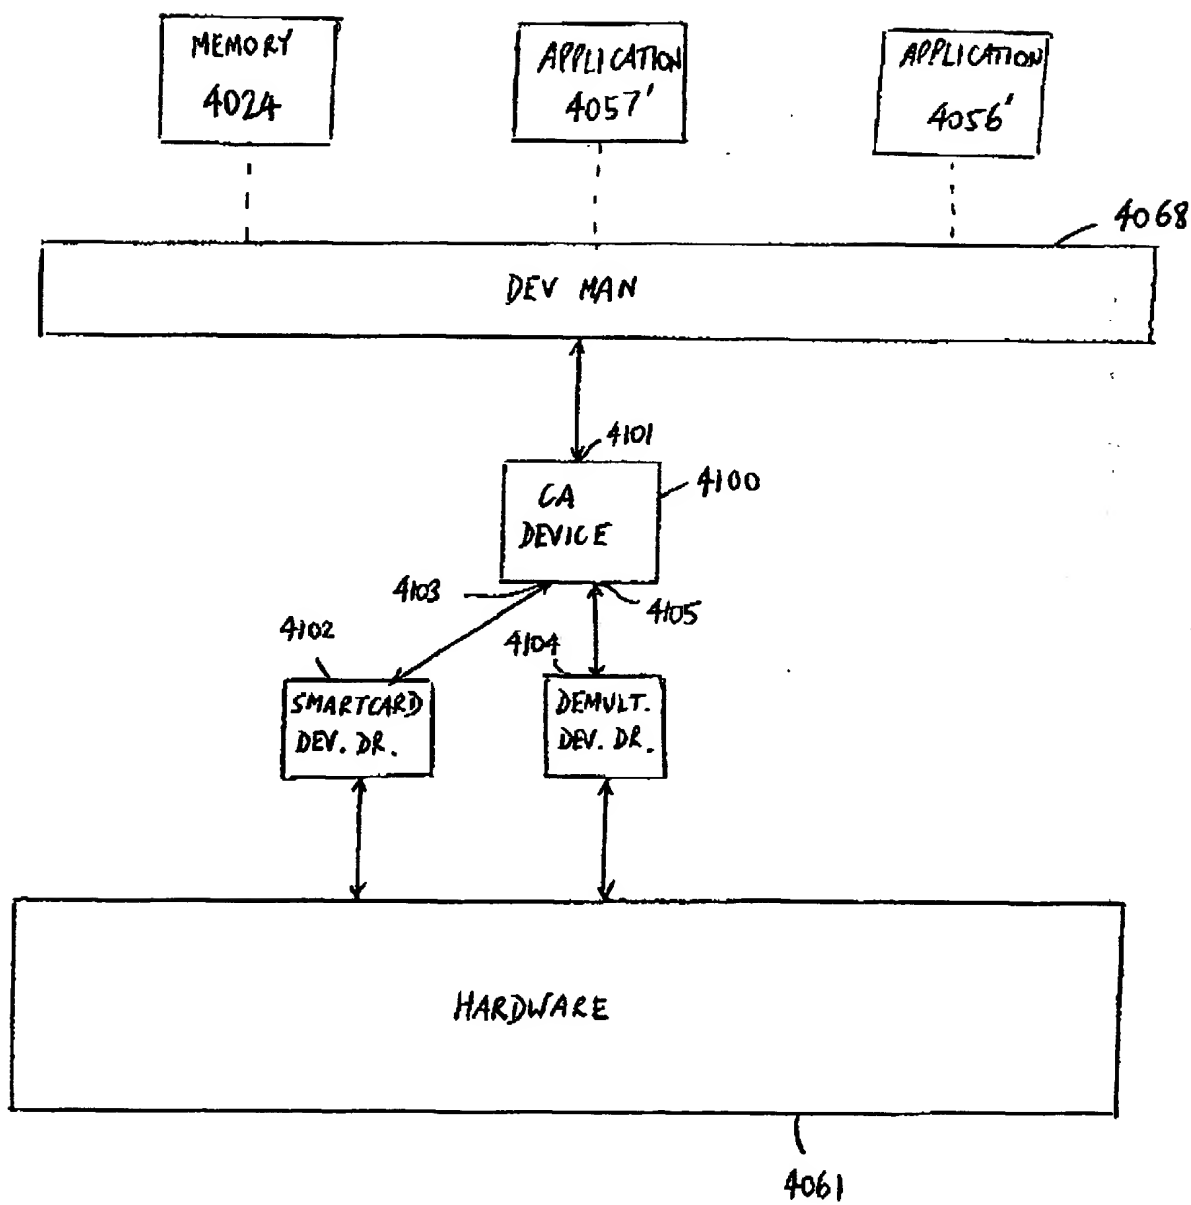 MEMORY
4024
APPLICATION
4057'
APPLICATION
4056'
4068
DEV MAN
4101
4100
CA
DEVICE
4103
4105
4102
4104
SMARTCARD
DEV. DR.
DEMULT.
DEV. DR.
HARDWARE
4061